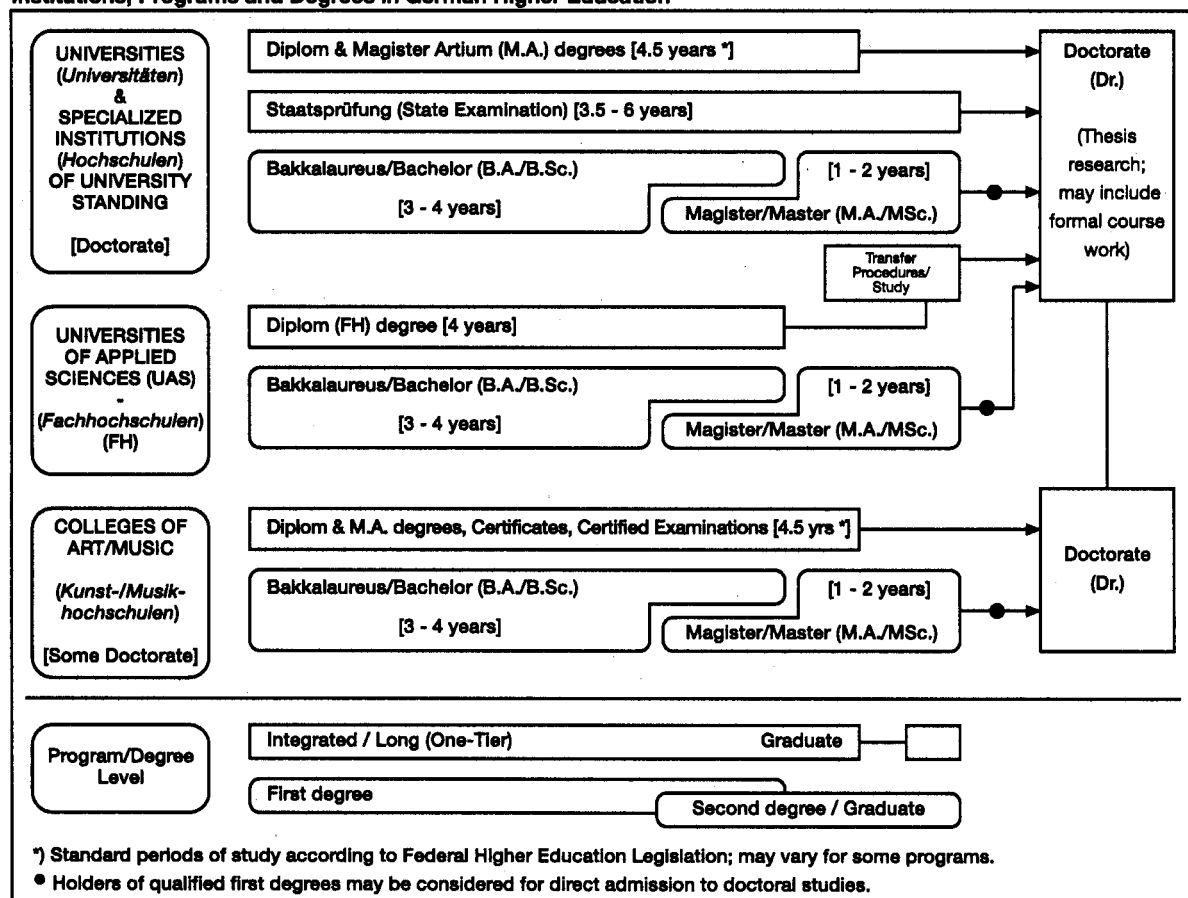 Institutions, Programs and Degrees in German Higher Education
UNIVERSITIES
(Universitäten)
&
SPECIALIZED
INSTITUTIONS
(Hochschulen)
OF UNIVERSITY
STANDING
[Doctorate]
Diplom & Magister Artium (M.A.) degrees [4.5 years *]
Staatsprüfung (State Examination) [3.5 - 6 years]
Bakkalaureus/Bachelor (B.A./B.Sc.)
[3 - 4 years]
[1 - 2 years]
Magister/Master (M.A./MSc.)
Transfer
Procedures/
Study
Doctorate
(Dr.)
(Thesis
research;
may include
formal course
work)
UNIVERSITIES
OF APPLIED
SCIENCES (UAS)
-
(Fachhochschulen)
(FH)
Diplom (FH) degree [4 years]
Bakkalaureus/Bachelor (B.A./B.Sc.)
[3 - 4 years]
[1 - 2 years]
Magister/Master (M.A./MSc.)
COLLEGES OF
ART/MUSIC
(Kunst-/Musik-
hochschulen)
[Some Doctorate]
Diplom & M.A. degrees, Certificates, Certified Examinations [4.5 yrs *]
Bakkalaureus/Bachelor (B.A./B.Sc.)
[3 - 4 years]
[1 - 2 years]
Magister/Master (M.A./MSc.)
Doctorate
(Dr.)
Program/Degree
Level
Integrated / Long (One-Tier) Graduate
First degree
Second degree / Graduate
*) Standard periods of study according to Federal Higher Education Legislation; may vary for some programs.
● Holders of qualified first degrees may be considered for direct admission to doctoral studies.